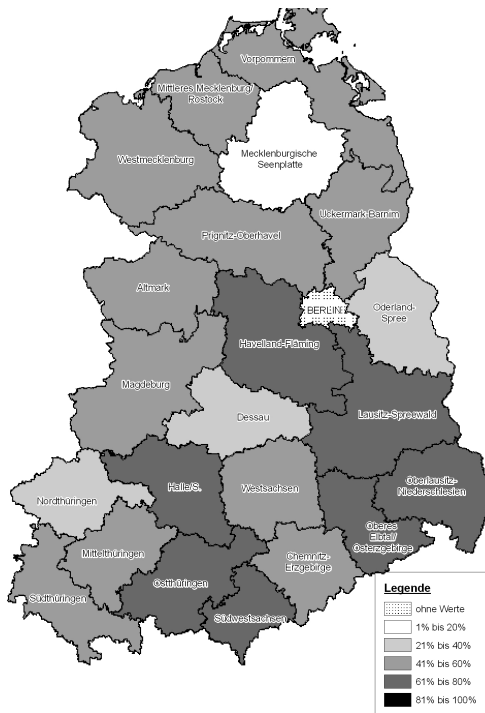 Vorpommern
Mittleres Mecklenburg/
Rostock
Mecklenburgische
Seenplatte
Westmecklenburg
Uckermark-Barnim
Prignitz-Oberhavel
Altmark
BERLIN
Oderland-
Spree
Havelland-Fläming
Magdeburg
Dessau
Lausitz-Spreewald
Halle/S.
Westsachsen
Oberlausitz-
Niederschlesien
Nordthüringen
Oberes
Elbtal/
Osterzgebirge
Mittelthüringen
Chemnitz-
Erzgebirge
Ostthüringen
Südthüringen
Südwestsachsen
Legende
ohne Werte
1% bis 20%
21% bis 40%
41% bis 60%
61% bis 80%
81% bis 100%